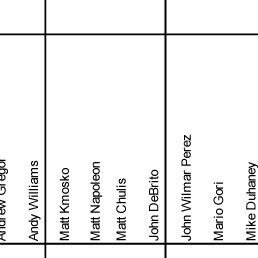 Andrew Gregor
Andy Williams
Matt Kmosko
Matt Napoleon
Matt Chulis
John DeBrito
John Wilmar Perez
Mario Gori
Mike Duhaney